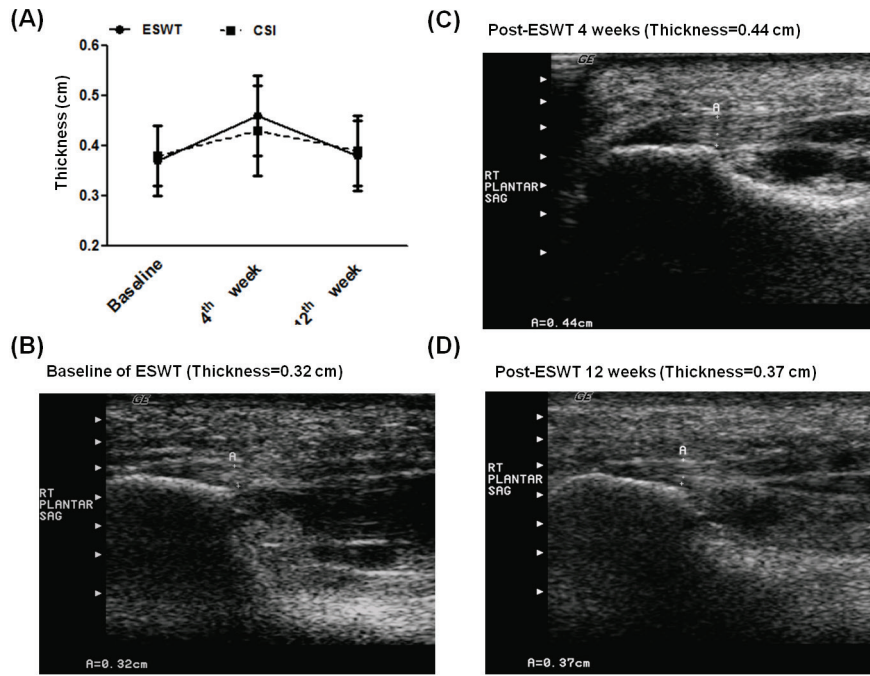 (A)
ESWT CSI
0.6
0.5
0.4
0.3
0.2
Thickness (cm)
Baseline
4th week
12th week
(B)
Baseline of ESWT (Thickness=0.32 cm)
GE
A
RT
PLANTAR
SAG
A=0.32cm
(C)
Post-ESWT 4 weeks (Thickness=0.44 cm)
GE
A
RT
PLANTAR
SAG
A=0.44cm
(D)
Post-ESWT 12 weeks (Thickness=0.37 cm)
GE
A
RT
PLANTAR
SAG
A=0.37cm